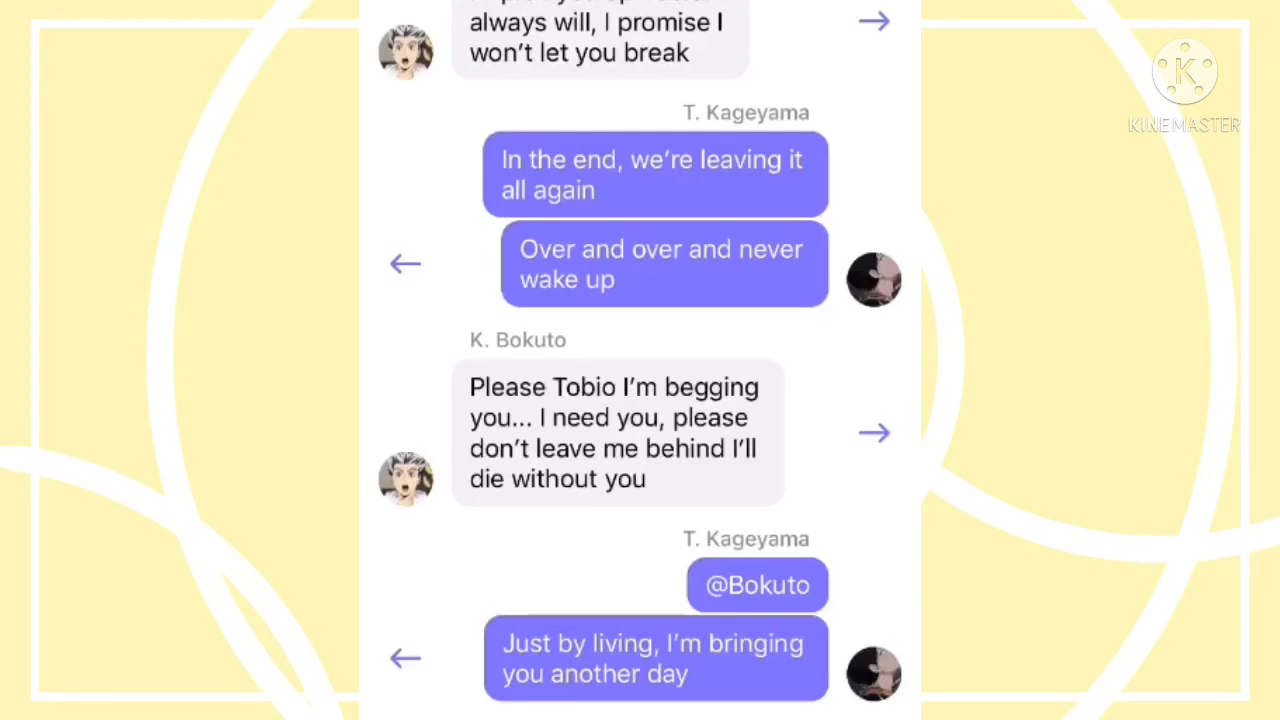 always will, I promise I
won't let you break
T. Kageyama
In the end, we're leaving it
all again
Over and over and never
wake up
K. Bokuto
Please Tobio I'm begging
you... I need you, please
don't leave me behind I'll
die without you
T. Kageyama
@Bokuto
Just by living, I'm bringing
you another day
K
KINEMASTER